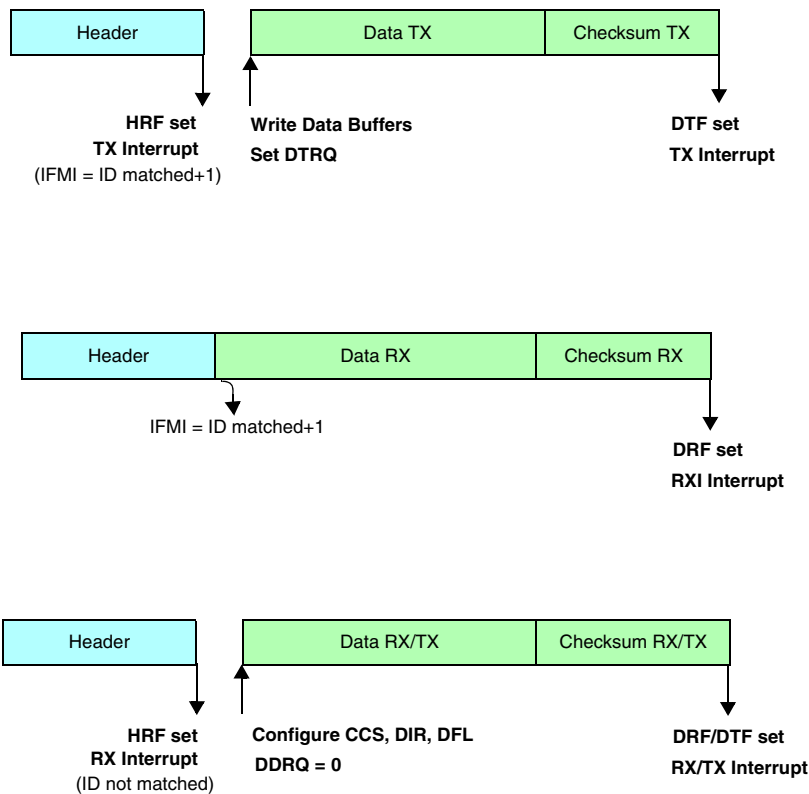 Header
Data TX
Checksum TX
HRF set
TX Interrupt
(IFMI = ID matched+1)
Write Data Buffers
Set DTRQ
DTF set
TX Interrupt
Header
Data RX
Checksum RX
IFMI = ID matched+1
DRF set
RXI Interrupt
Header
Data RX/TX
Checksum RX/TX
HRF set
RX Interrupt
(ID not matched)
Configure CCS, DIR, DFL
DDRQ = 0
DRF/DTF set
RX/TX Interrupt